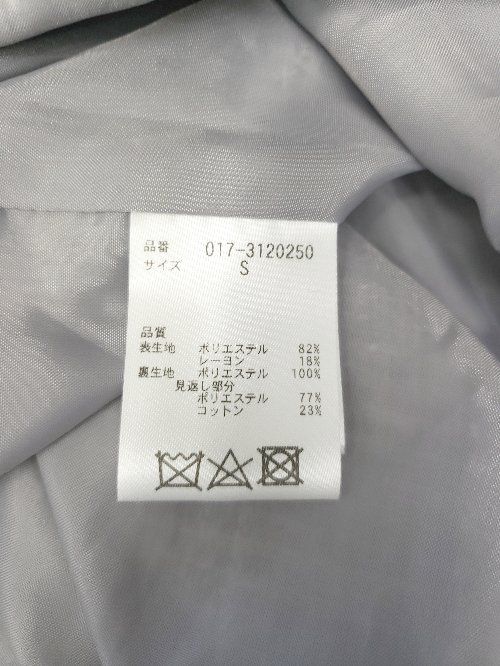 品番 017-3120250
サイズ S
品質
表生地 ポリエステル 82%
レーヨン 18%
裏生地 ポリエステル 100%
見返し部分
ポリエステル 77%
コットン 23%